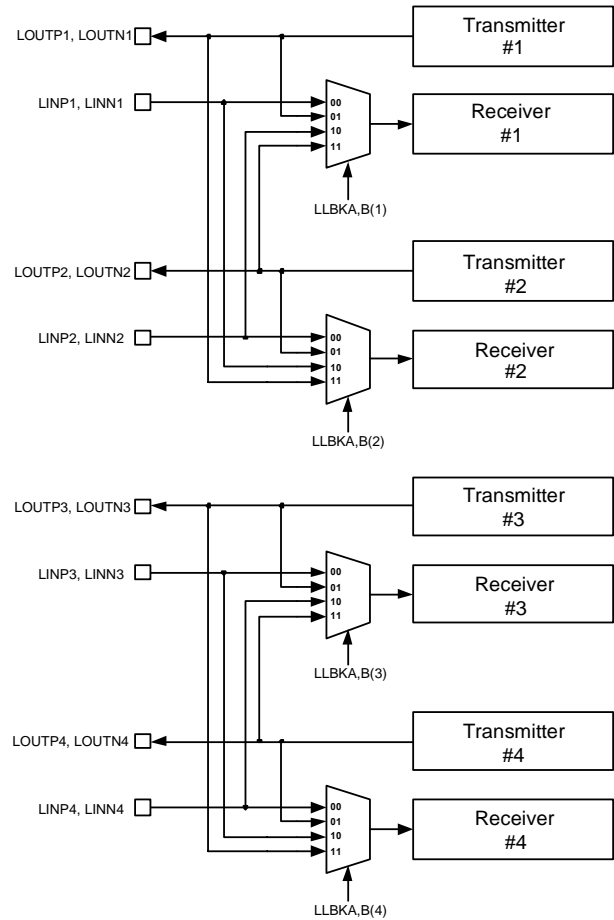 LOUTP1, LOUTN1
Transmitter
#1
LINP1, LINN1
00
01
10
11
Receiver
#1
LLBKA,B(1)
LOUTP2, LOUTN2
Transmitter
#2
LINP2, LINN2
00
01
10
11
Receiver
#2
LLBKA,B(2)
LOUTP3, LOUTN3
Transmitter
#3
LINP3, LINN3
00
01
10
11
Receiver
#3
LLBKA,B(3)
LOUTP4, LOUTN4
Transmitter
#4
LINP4, LINN4
00
01
10
11
Receiver
#4
LLBKA,B(4)